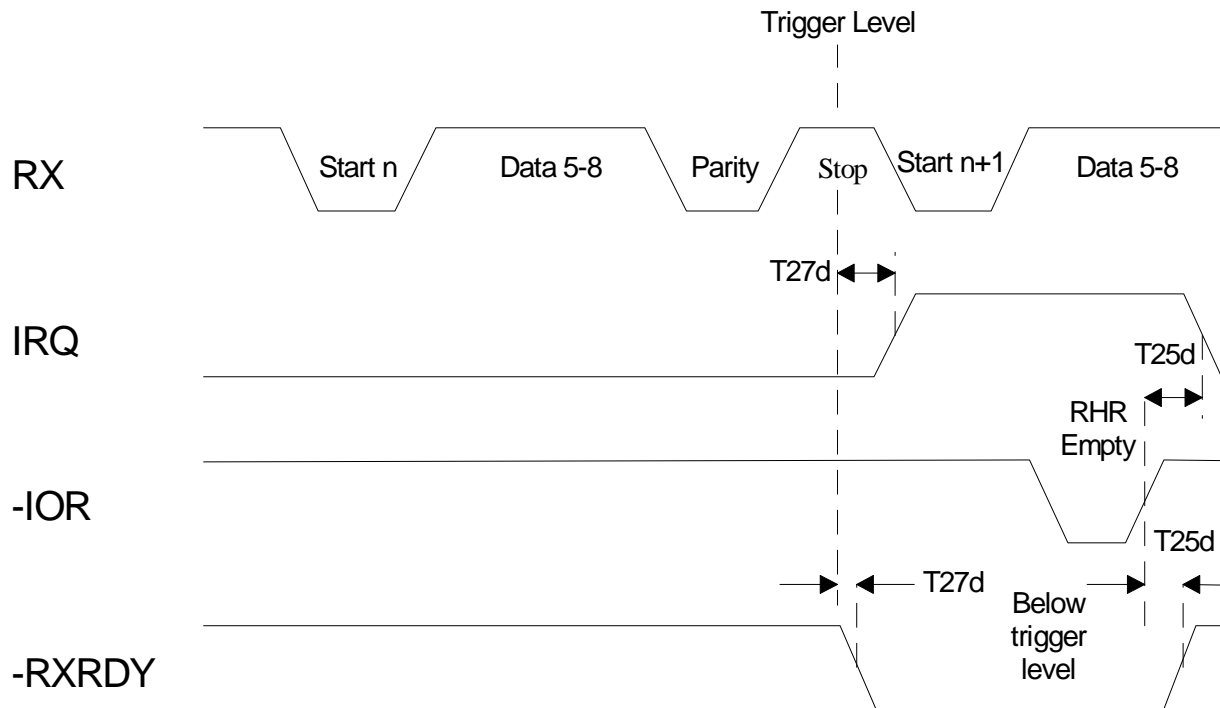 Trigger Level
RX
Start n
Data 5-8
Parity
Stop
Start n+1
Data 5-8
T27d
IRQ
T25d
RHR
Empty
-IOR
T25d
T27d
Below
trigger
level
-RXRDY